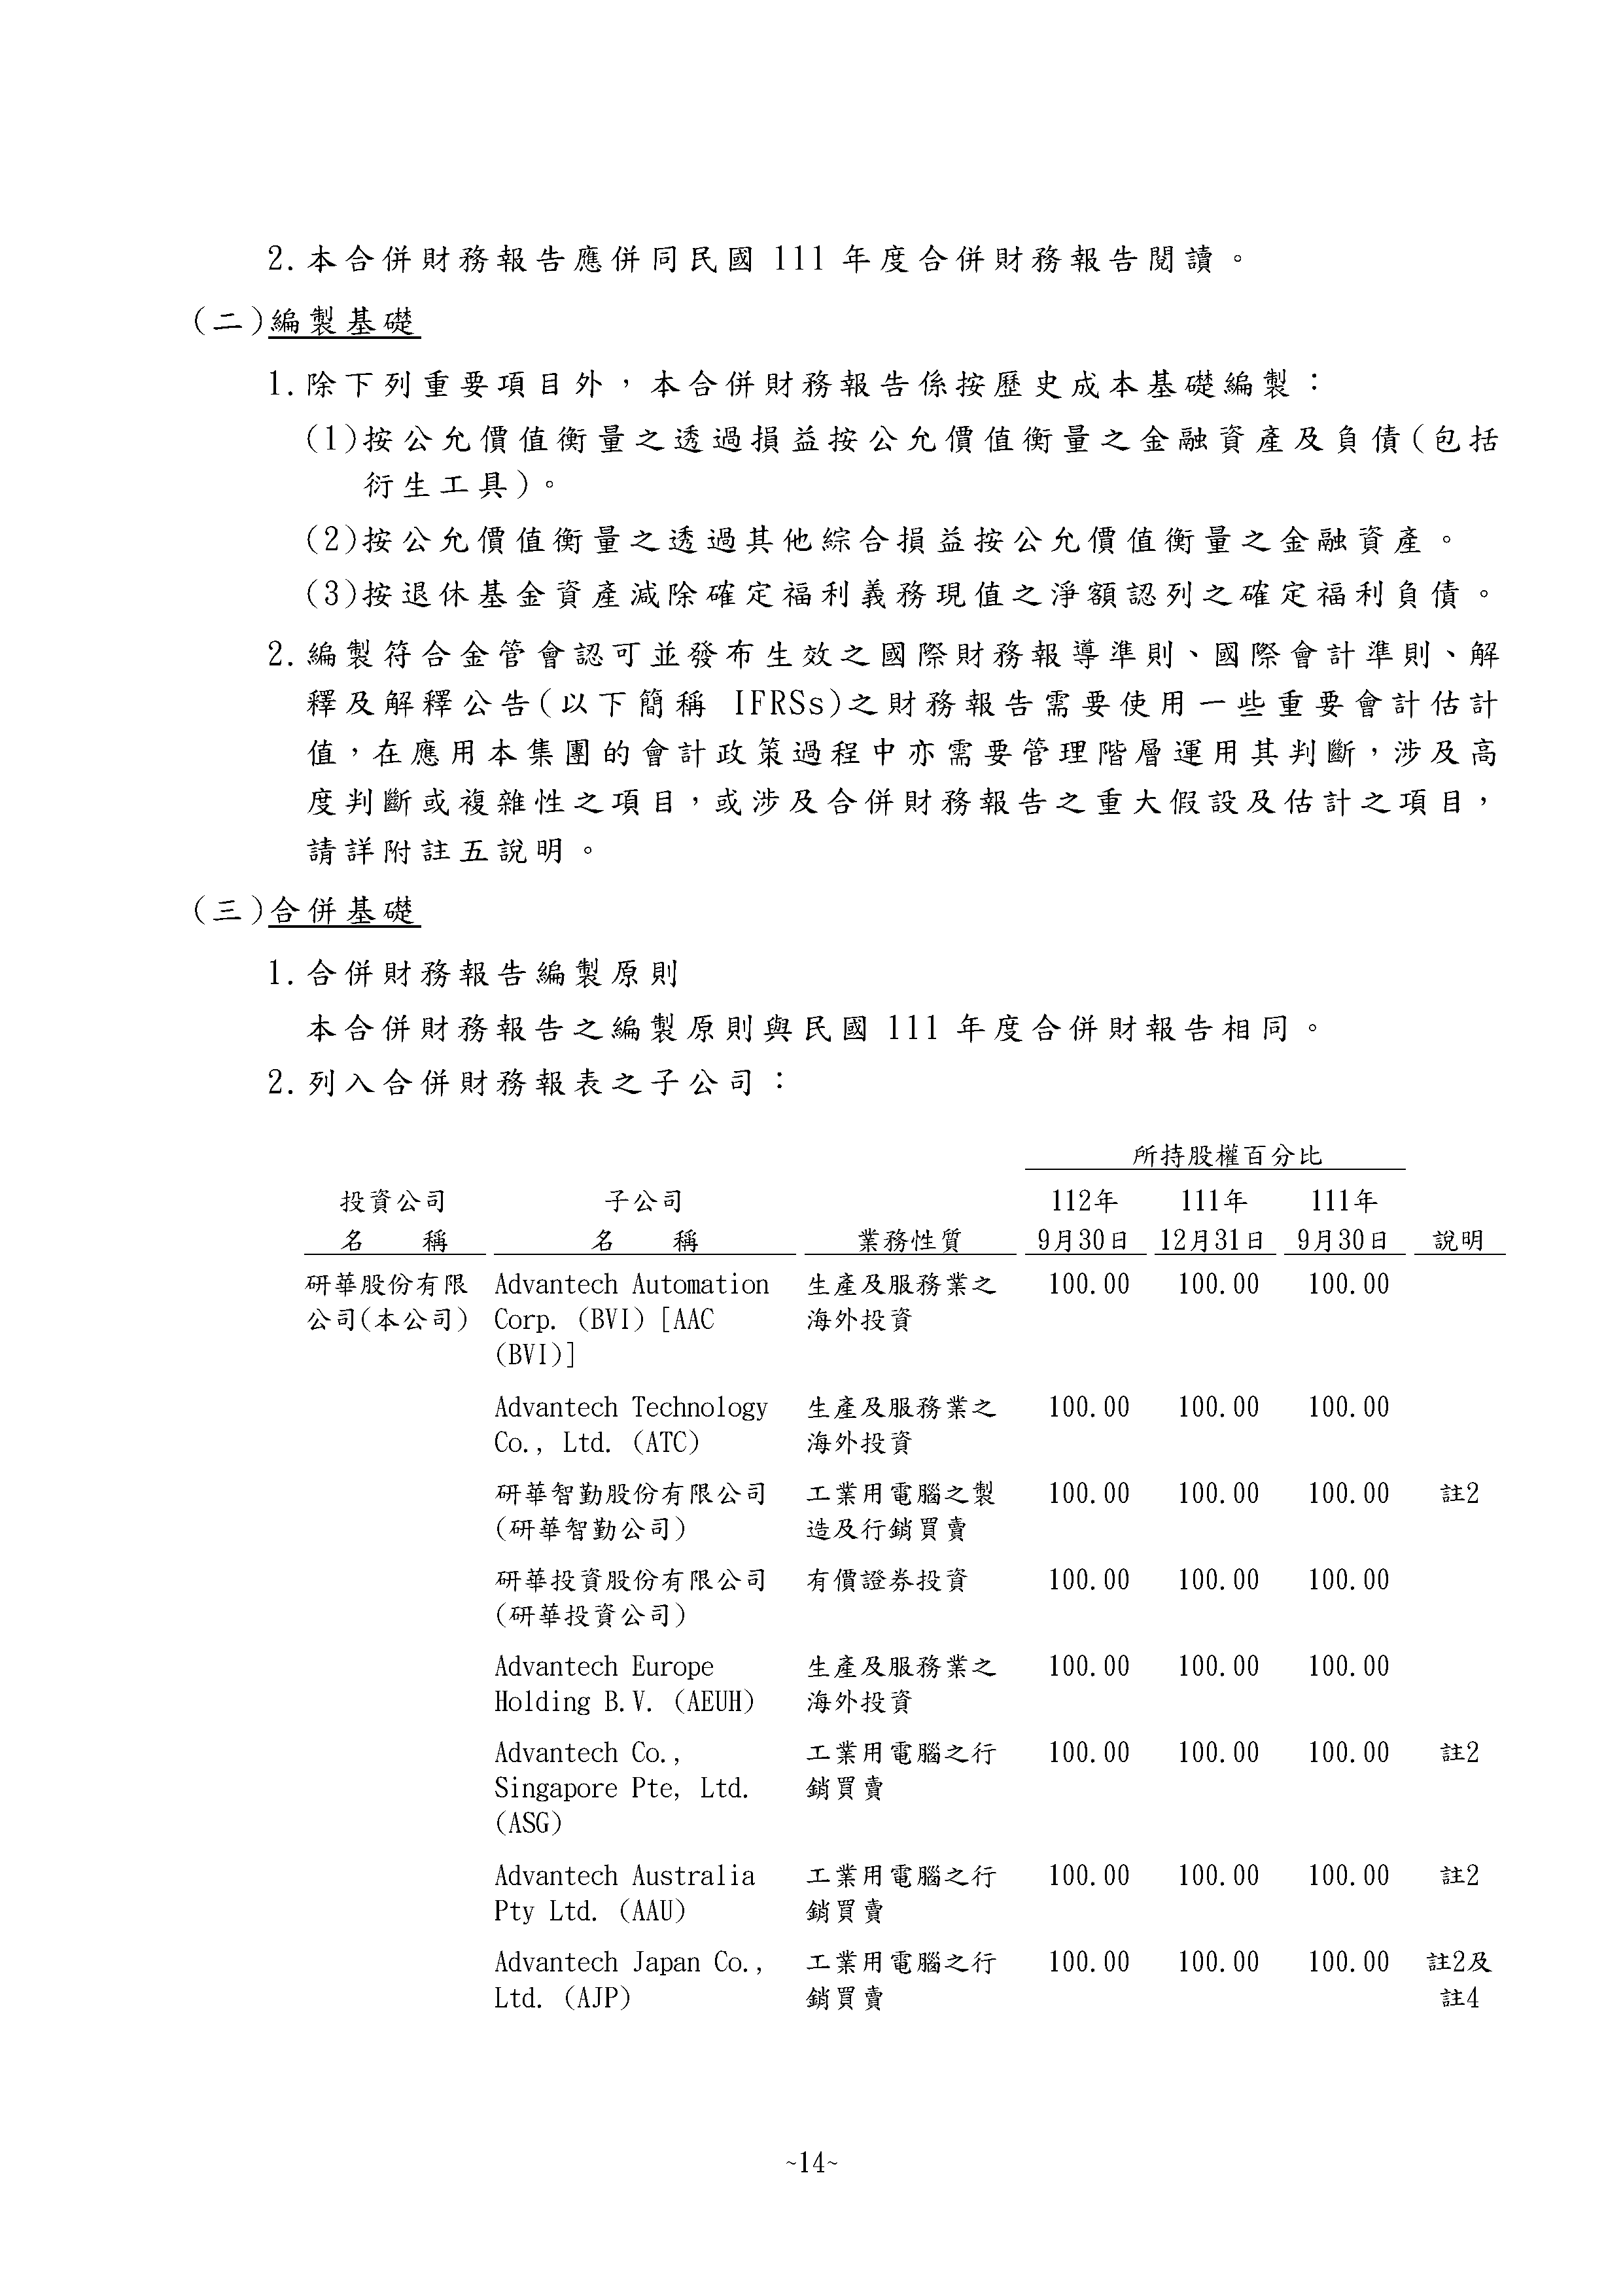 2.本合併財務報告應併同民國 111 年度合併財務報告閱讀。
(二)編製基礎
1.除下列重要項目外，本合併財務報告係按歷史成本基礎編製：
(1)按公允價值衡量之透過損益按公允價值衡量之金融資產及負債(包括
衍生工具)。
(2)按公允價值衡量之透過其他綜合損益按公允價值衡量之金融資產。
(3)按退休基金資產減除確定福利義務現值之淨額認列之確定福利負債。
2.編製符合金管會認可並發布生效之國際財務報導準則、國際會計準則、解
釋及解釋公告(以下簡稱 IFRSs)之財務報告需要使用一些重要會計估計
值，在應用本集團的會計政策過程中亦需要管理階層運用其判斷，涉及高
度判斷或複雜性之項目，或涉及合併財務報告之重大假設及估計之項目，
請詳附註五說明。
(三)合併基礎
1.合併財務報告編製原則
本合併財務報告之編製原則與民國 111 年度合併財報告相同。
2.列入合併財務報表之子公司：
所持股權百分比
投資公司 子公司 112年 111年 111年
名　　稱 名　　稱 業務性質 9月30日 12月31日 9月30日 說明
研華股份有限 Advantech Automation 生產及服務業之 100.00 100.00 100.00
公司(本公司) Corp. (BVI) [AAC 海外投資
(BVI)]
Advantech Technology 生產及服務業之 100.00 100.00 100.00
Co., Ltd. (ATC) 海外投資
研華智勤股份有限公司 工業用電腦之製 100.00 100.00 100.00 註2
(研華智勤公司) 造及行銷買賣
研華投資股份有限公司 有價證券投資 100.00 100.00 100.00
(研華投資公司)
Advantech Europe 生產及服務業之 100.00 100.00 100.00
Holding B.V. (AEUH) 海外投資
Advantech Co., 工業用電腦之行 100.00 100.00 100.00 註2
Singapore Pte, Ltd. 銷買賣
(ASG)
Advantech Australia 工業用電腦之行 100.00 100.00 100.00 註2
Pty Ltd. (AAU) 銷買賣
Advantech Japan Co., 工業用電腦之行 100.00 100.00 100.00 註2及
Ltd. (AJP) 銷買賣 註4
~14~